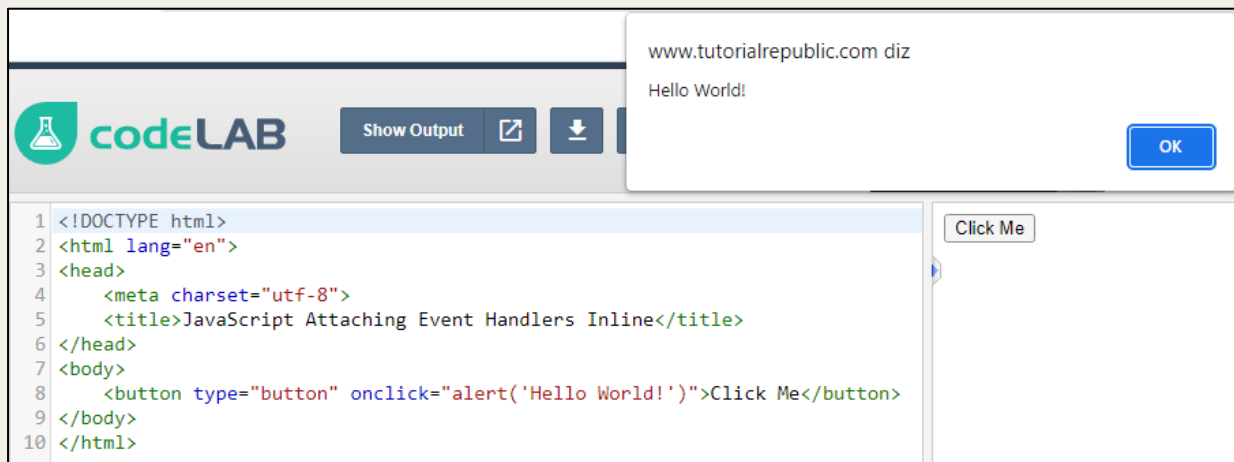 www.tutorialrepublic.com diz
Hello World!
OK
codeLAB
Show Output
1 <!DOCTYPE html>
2 <html lang="en">
3 <head>
4     <meta charset="utf-8">
5     <title>JavaScript Attaching Event Handlers Inline</title>
6 </head>
7 <body>
8     <button type="button" onclick="alert('Hello World!')">Click Me</button>
9 </body>
10 </html>
Click Me